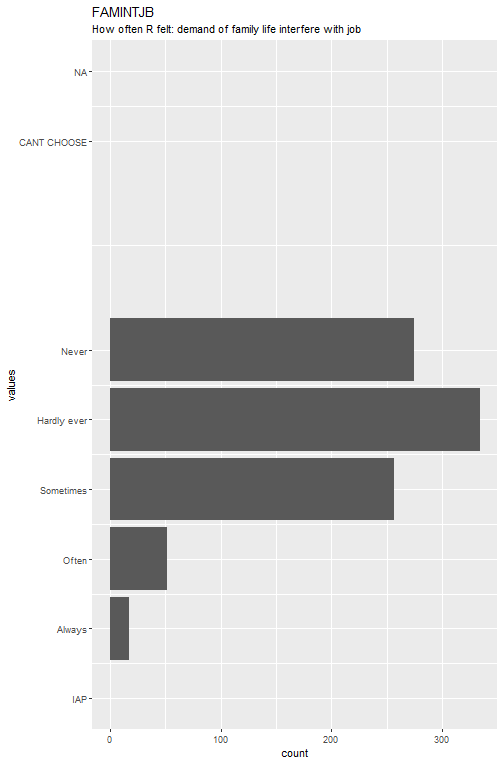 FAMINTJB
How often R felt: demand of family life interfere with job
NA
CANT CHOOSE
Never
Hardly ever
Sometimes
Often
Always
IAP
values
0 100 200 300
count